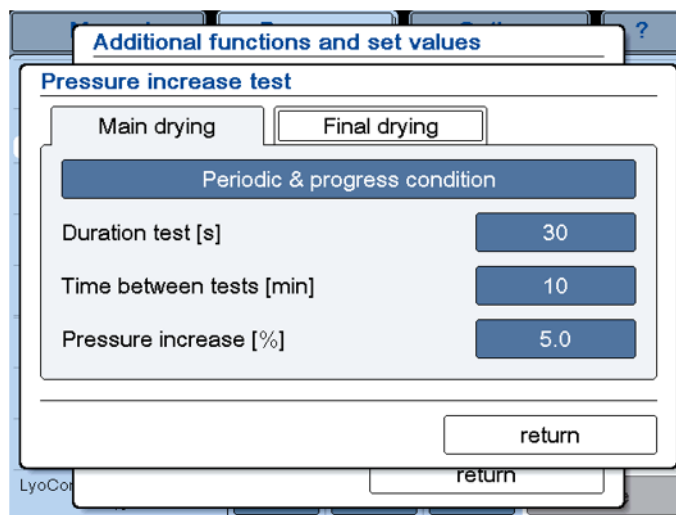 ?
Additional functions and set values
Pressure increase test
Main drying
Final drying
Periodic & progress condition
Duration test [s]
30
Time between tests [min]
10
Pressure increase [%]
5.0
return
return